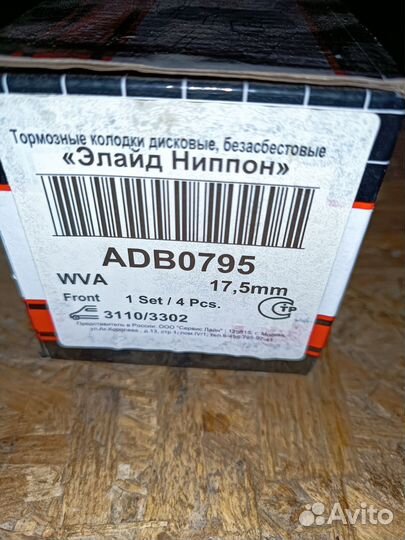 Тормозные колодки дисковые, безасбестовые
«Элайд Ниппон»
ADB0795
WVA 17,5mm
Front 1 Set / 4 Pcs.
3110/3302
Представитель в России: ООО "Сервис Лайн"
Avito